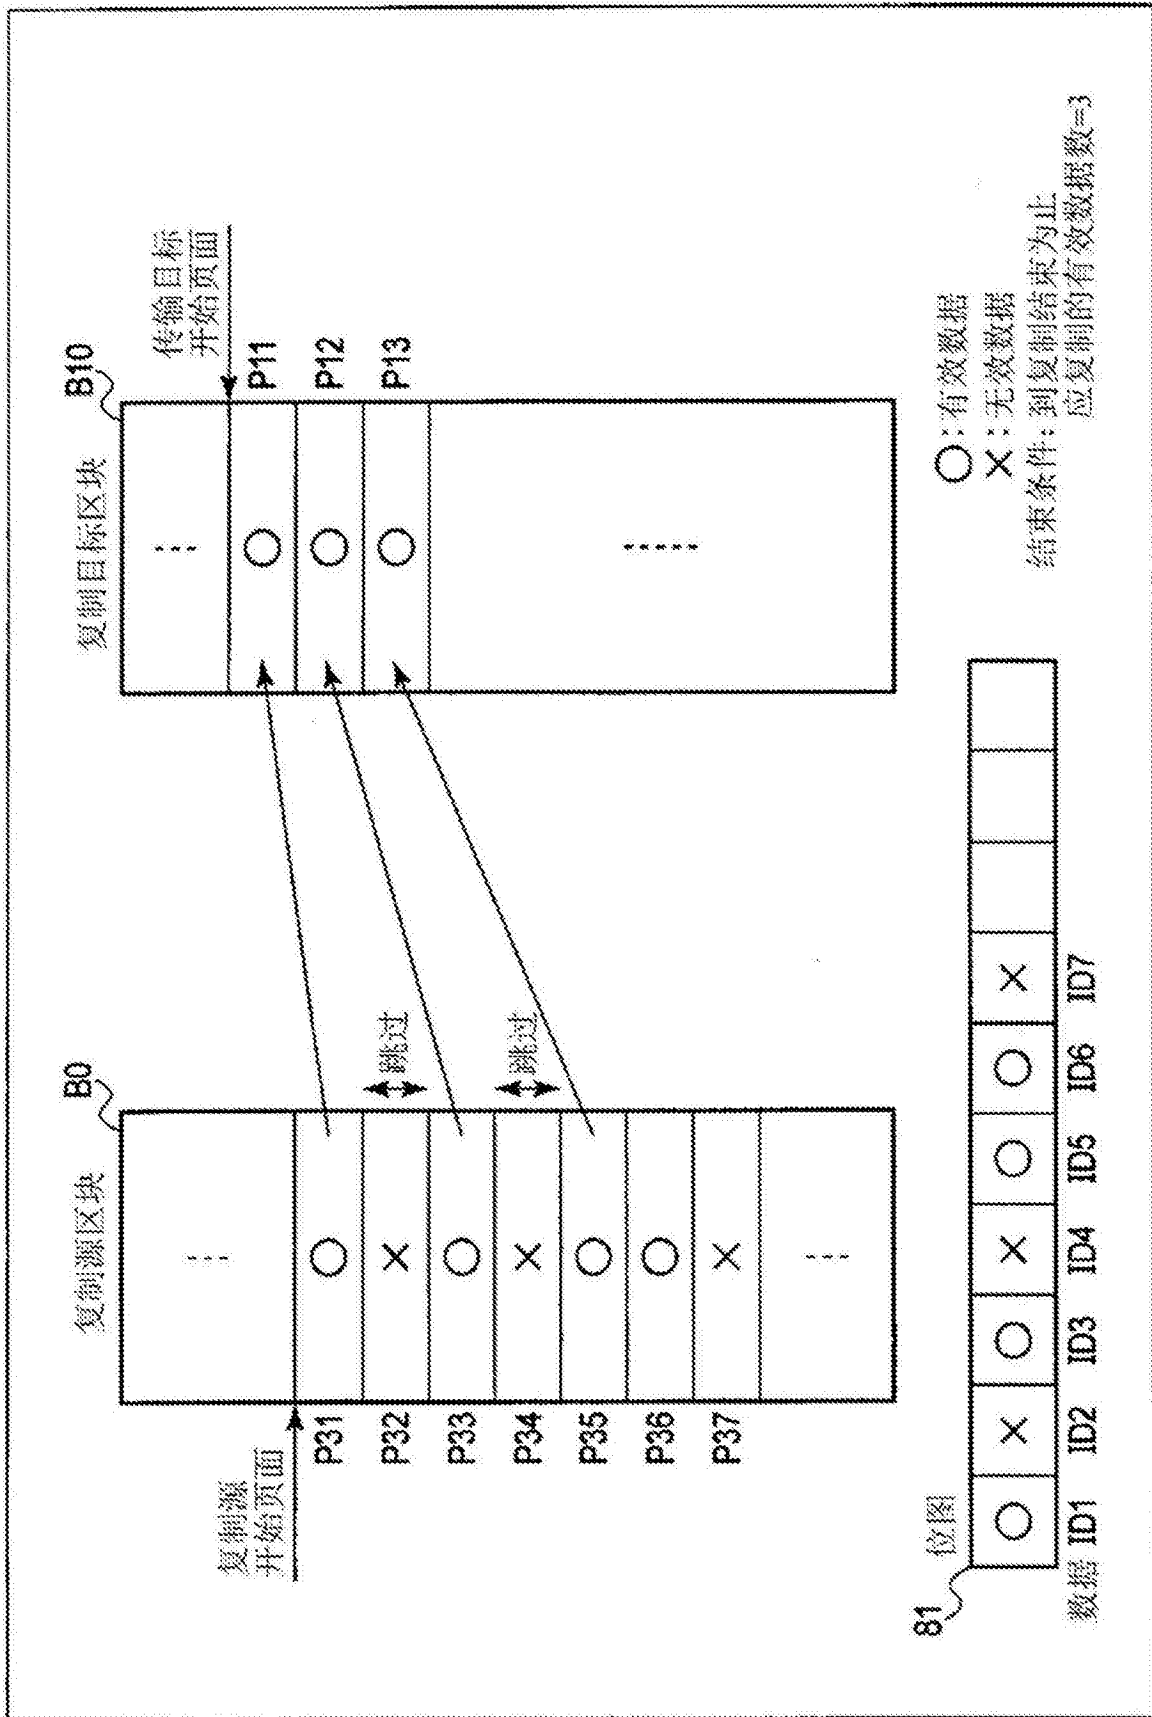 复制源区块
B0
复制目标区块
B10
复制源
开始页面
传输目标
开始页面
P31
P32
P33
P34
P35
P36
P37
跳过
跳过
P11
P12
P13
位图
81
数据 ID1 ID2 ID3 ID4 ID5 ID6 ID7
○:有效数据
×:无效数据
结束条件:到复制结束为止
应复制的有效数据数=3